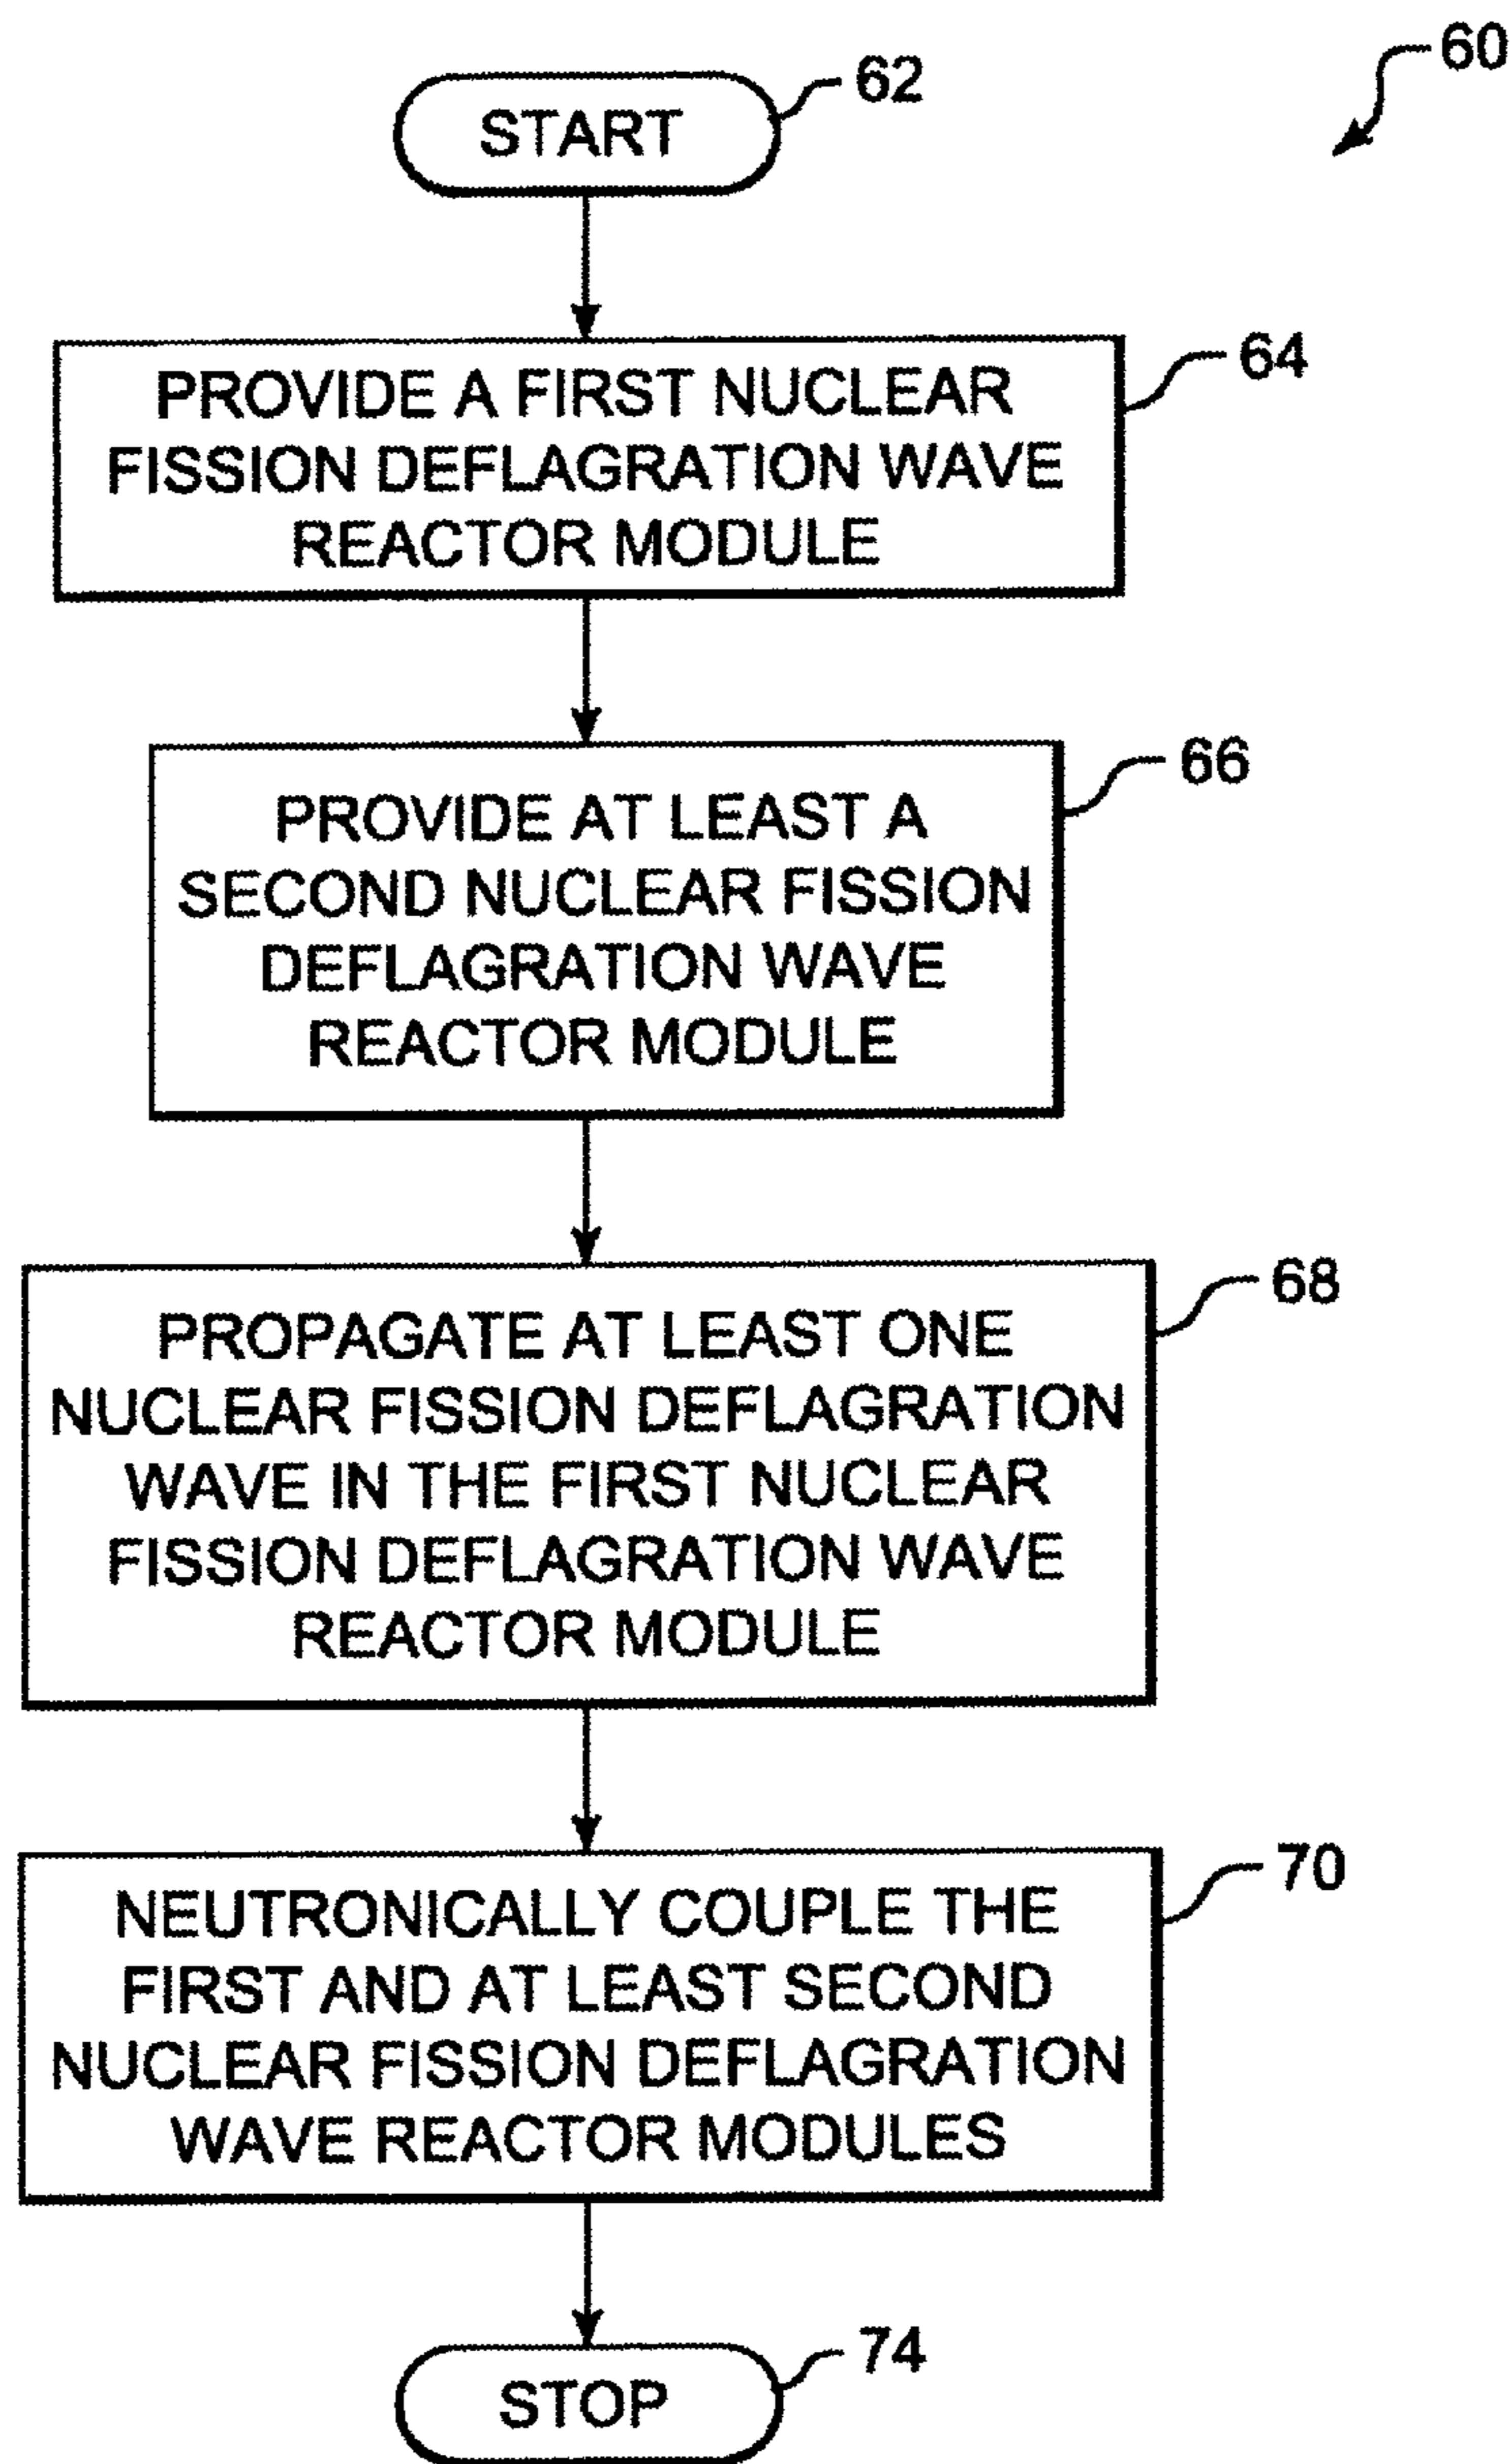 60
START
62
PROVIDE A FIRST NUCLEAR
FISSION DEFLAGRATION WAVE
REACTOR MODULE
64
PROVIDE AT LEAST A
SECOND NUCLEAR FISSION
DEFLAGRATION WAVE
REACTOR MODULE
66
PROPAGATE AT LEAST ONE
NUCLEAR FISSION DEFLAGRATION
WAVE IN THE FIRST NUCLEAR
FISSION DEFLAGRATION WAVE
REACTOR MODULE
68
NEUTRONICALLY COUPLE THE
FIRST AND AT LEAST SECOND
NUCLEAR FISSION DEFLAGRATION
WAVE REACTOR MODULES
70
STOP
74